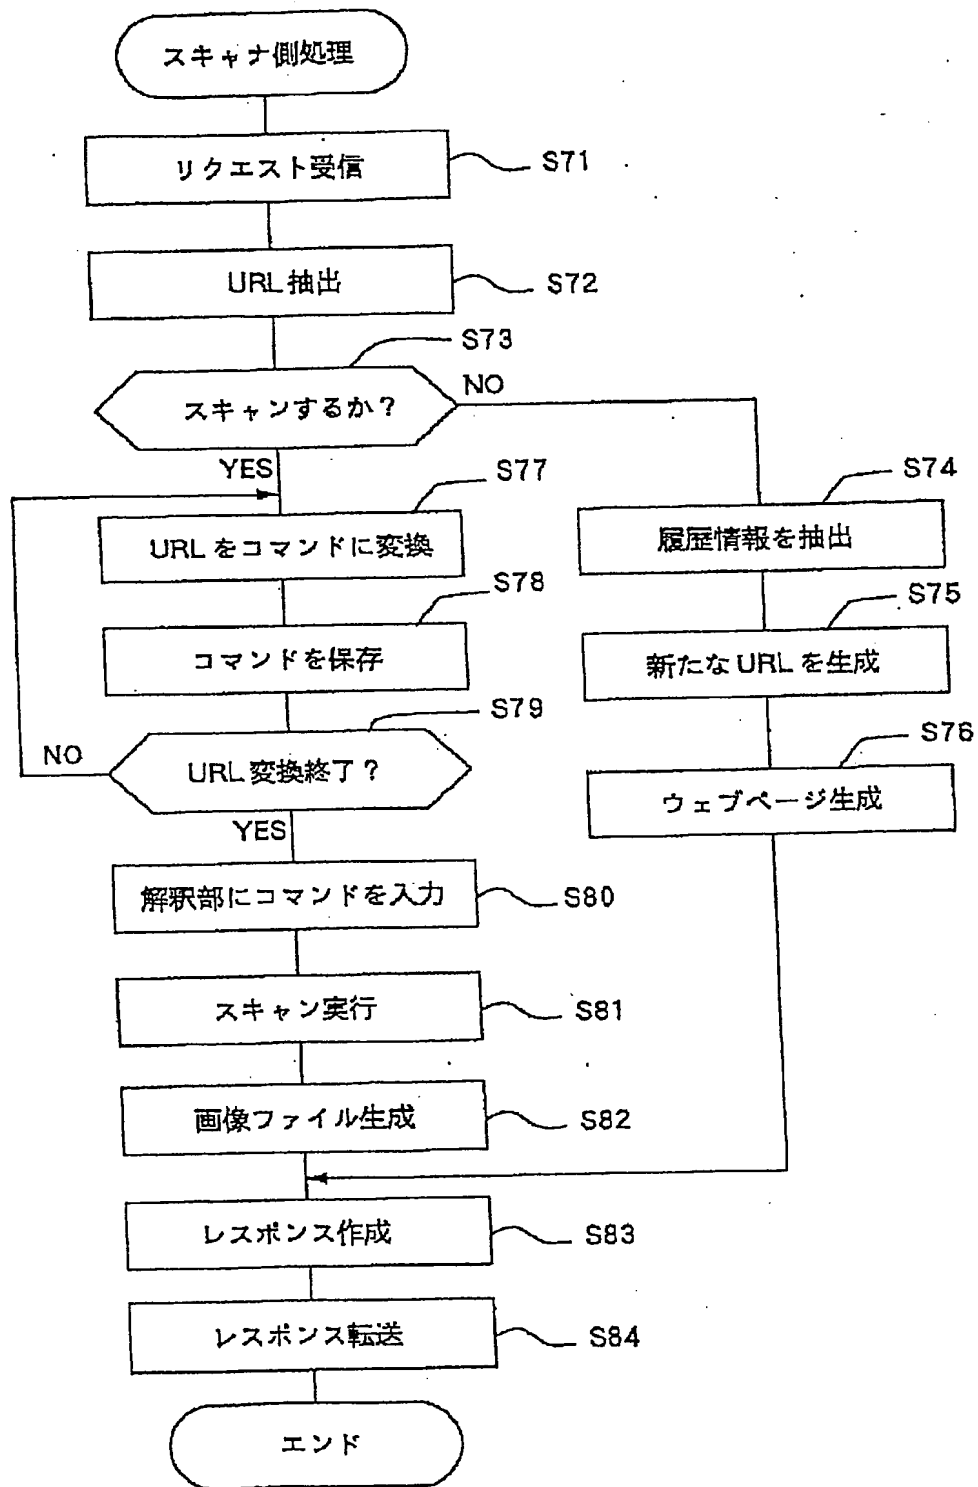 スキャナ側処理
リクエスト受信
S71
URL抽出
S72
S73
スキャンするか？
NO
YES
S77
S74
URLをコマンドに変換
履歴情報を抽出
S78
S75
コマンドを保存
新たなURLを生成
S79
S76
NO
URL変換終了？
ウェブページ生成
YES
解釈部にコマンドを入力
S80
スキャン実行
S81
画像ファイル生成
S82
レスポンス作成
S83
レスポンス転送
S84
エンド